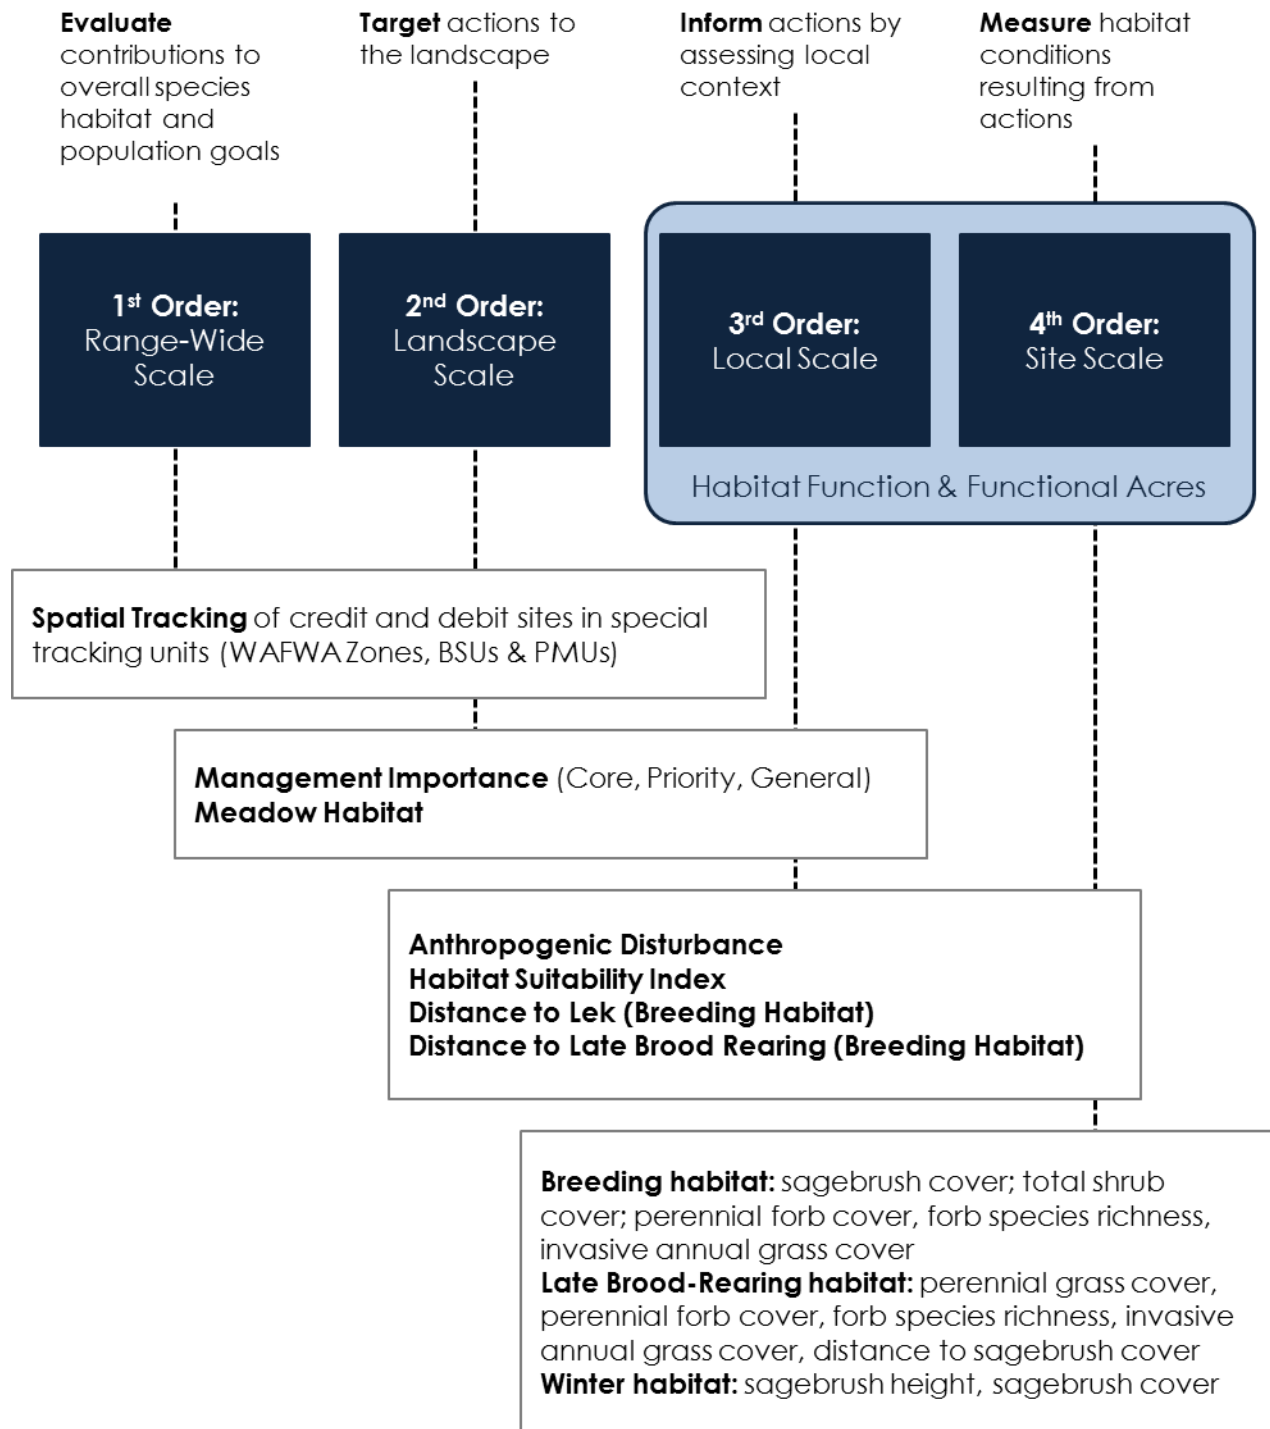 Evaluate
contributions to
overall species
habitat and
population goals
Target actions to
the landscape
Inform actions by
assessing local
context
Measure habitat
conditions
resulting from
actions
1st Order:
Range-Wide
Scale
2nd Order:
Landscape
Scale
3rd Order:
Local Scale
4th Order:
Site Scale
Habitat Function & Functional Acres
Spatial Tracking of credit and debit sites in special
tracking units (WAFWA Zones, BSUs & PMUs)
Management Importance (Core, Priority, General)
Meadow Habitat
Anthropogenic Disturbance
Habitat Suitability Index
Distance to Lek (Breeding Habitat)
Distance to Late Brood Rearing (Breeding Habitat)
Breeding habitat: sagebrush cover; total shrub
cover; perennial forb cover, forb species richness,
invasive annual grass cover
Late Brood-Rearing habitat: perennial grass cover,
perennial forb cover, forb species richness, invasive
annual grass cover, distance to sagebrush cover
Winter habitat: sagebrush height, sagebrush cover